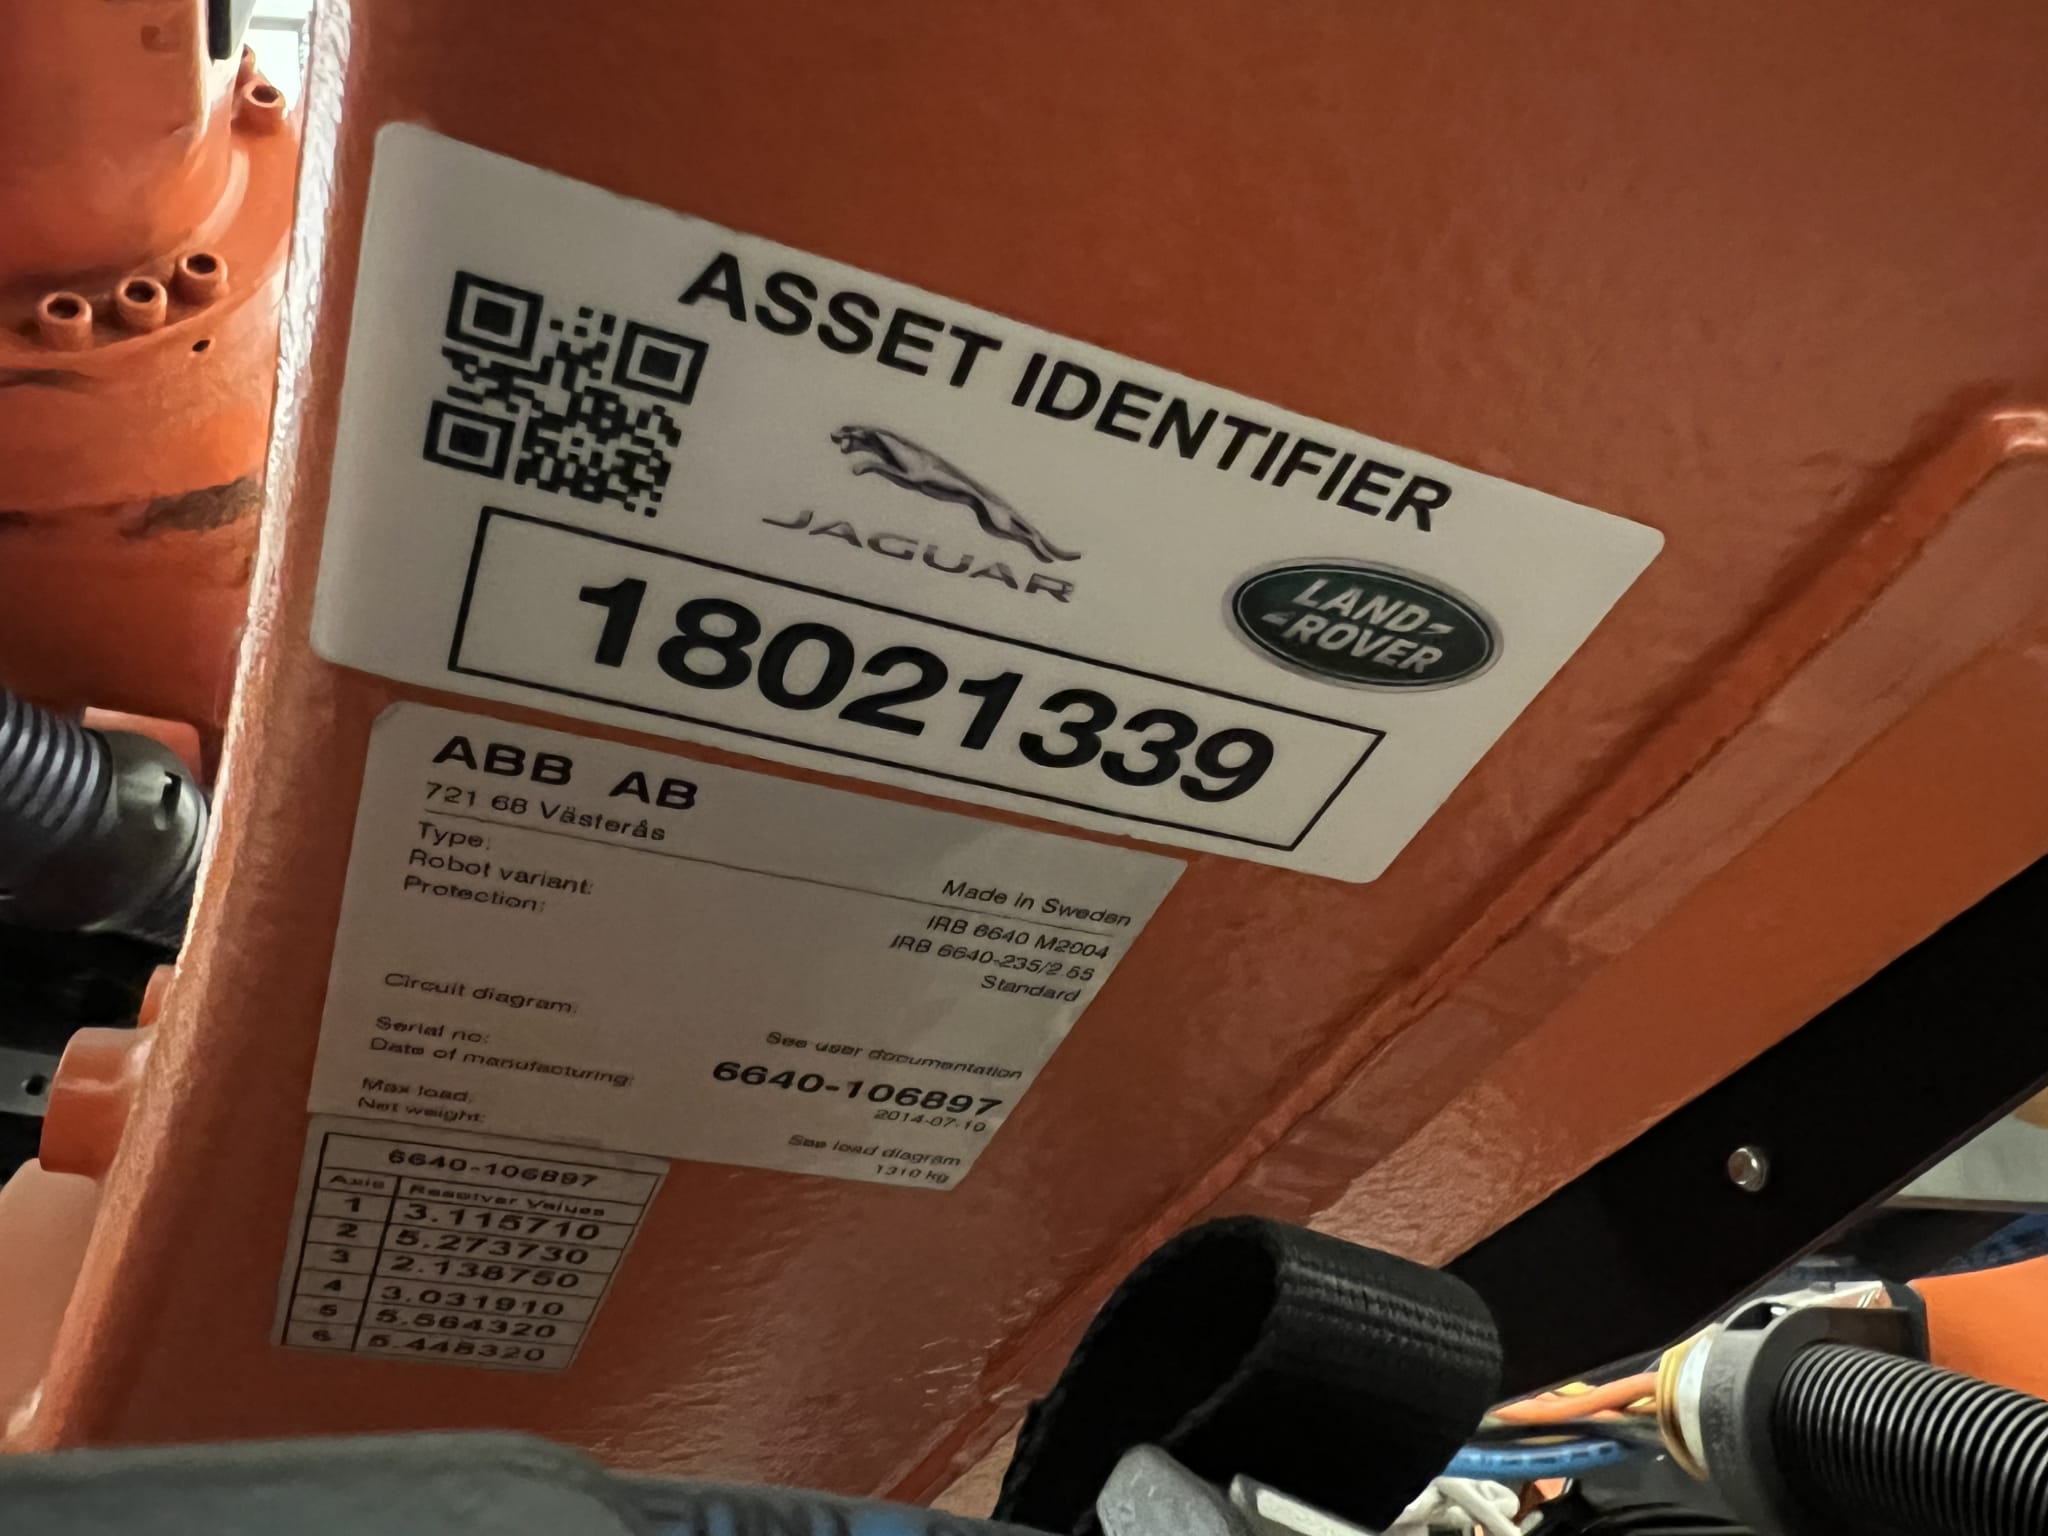 ASSET IDENTIFIER
JAGUAR
LAND
ROVER
18021339
ABB AB
721 68 Västerås
Made in Sweden
Type: IRB 6640 M2004
Robot variant: IRB 6640-235/2.55
Protection: Standard
Circuit diagram: See user documentation
Serial no: 6640-106897
Date of manufacturing: 2014-07-10
Max load: See load diagram
Net weight: 1310 kg
6640-106897
Axis Resolver Values
1 3.115710
2 5.273730
3 2.138750
4 3.031910
5 5.564320
6 5.448320